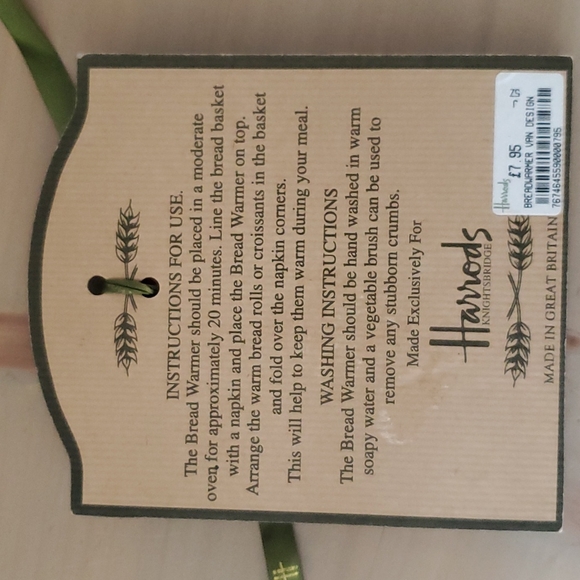 INSTRUCTIONS FOR USE.
The Bread Warmer should be placed in a moderate
oven, for approximately 20 minutes. Line the bread basket
with a napkin and place the Bread Warmer on top.
Arrange the warm bread rolls or croissants in the basket
and fold over the napkin corners.
This will help to keep them warm during your meal.
WASHING INSTRUCTIONS
The Bread Warmer should be hand washed in warm
soapy water and a vegetable brush can be used to
remove any stubborn crumbs.
Made Exclusively For
Harrods
KNIGHTSBRIDGE
MADE IN GREAT BRITAIN
Harrods
£7.95
BREADWARMER VAN DESIGN